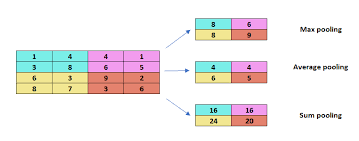 1 4 4 1
3 8 6 5
6 3 9 2
8 7 3 6
8 6
8 9
Max pooling
4 4
6 5
Average pooling
16 16
24 20
Sum pooling